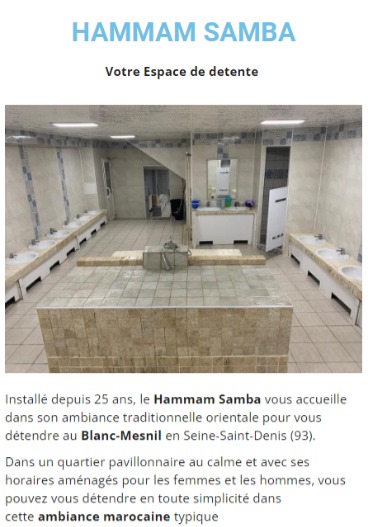 HAMMAM SAMBA
Votre Espace de detente
Installé depuis 25 ans, le Hammam Samba vous accueille
dans son ambiance traditionnelle orientale pour vous
détendre au Blanc-Mesnil en Seine-Saint-Denis (93).
Dans un quartier pavillonnaire au calme et avec ses
horaires aménagés pour les femmes et les hommes, vous
pouvez vous détendre en toute simplicité dans
cette ambiance marocaine typique